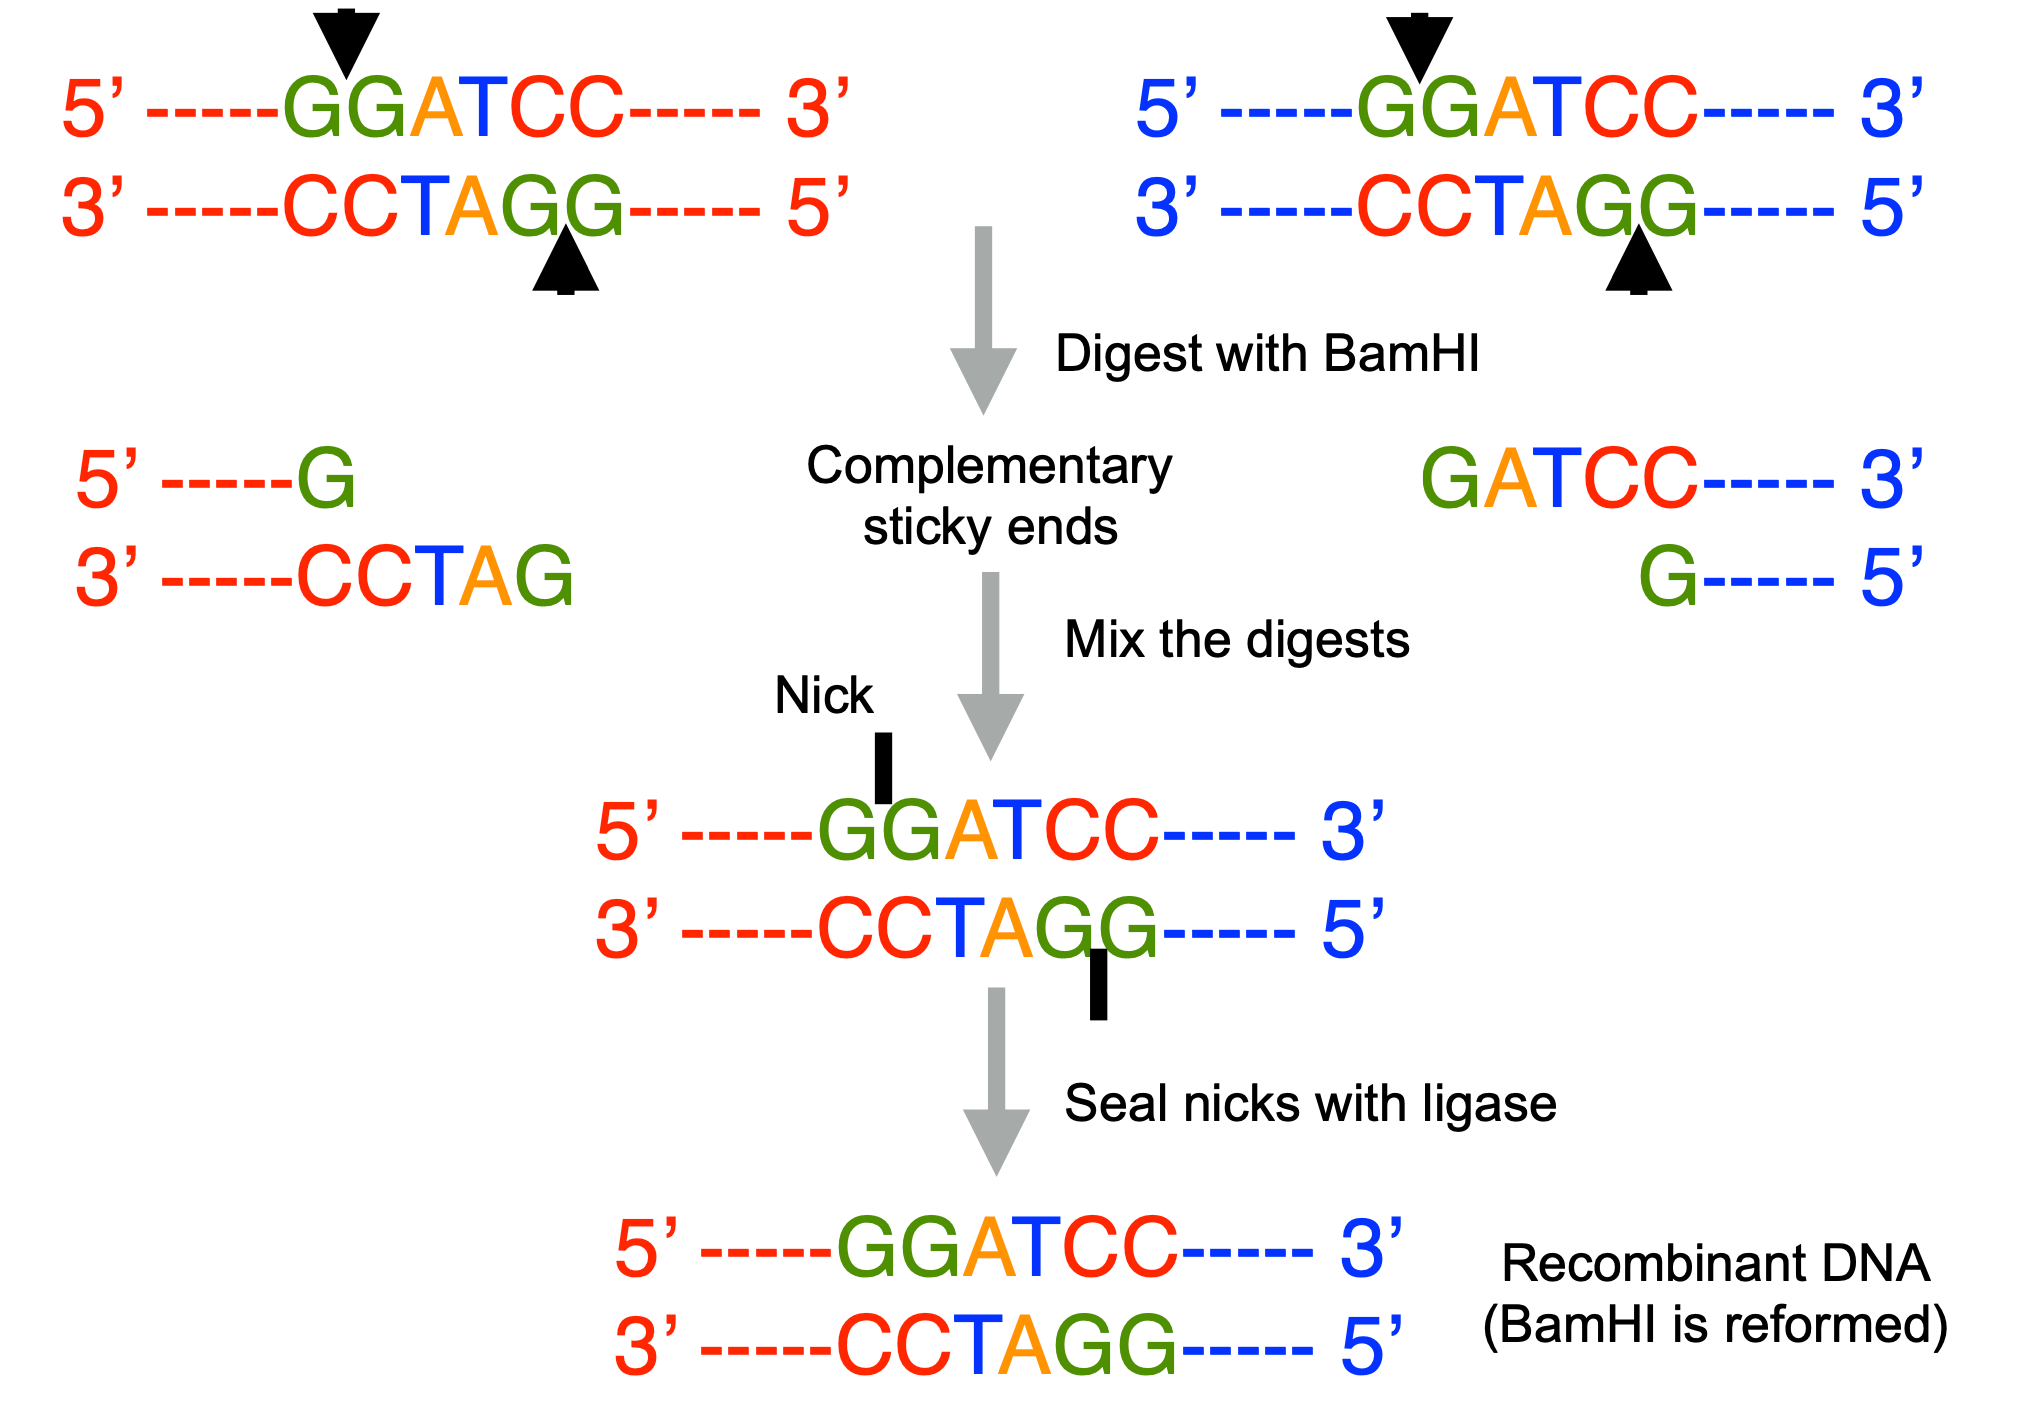 5’ -----GGATCC----- 3’
3’ -----CCTAGG----- 5’
5’ -----GGATCC----- 3’
3’ -----CCTAGG----- 5’
Digest with BamHI
5’ -----G
3’ -----CCTAG
Complementary
sticky ends
GATCC----- 3’
G----- 5’
Mix the digests
Nick
5’ -----GGATCC----- 3’
3’ -----CCTAGG----- 5’
Seal nicks with ligase
5’ -----GGATCC----- 3’
3’ -----CCTAGG----- 5’
Recombinant DNA
(BamHI is reformed)